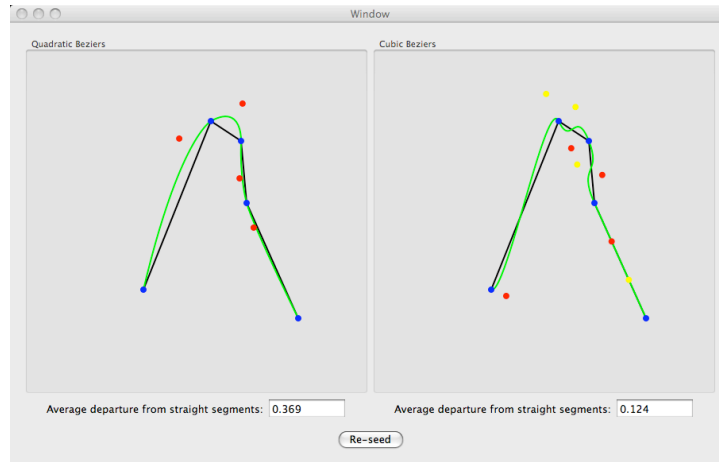 Window
Quadratic Beziers
Cubic Beziers
Average departure from straight segments: 0.369
Average departure from straight segments: 0.124
Re-seed